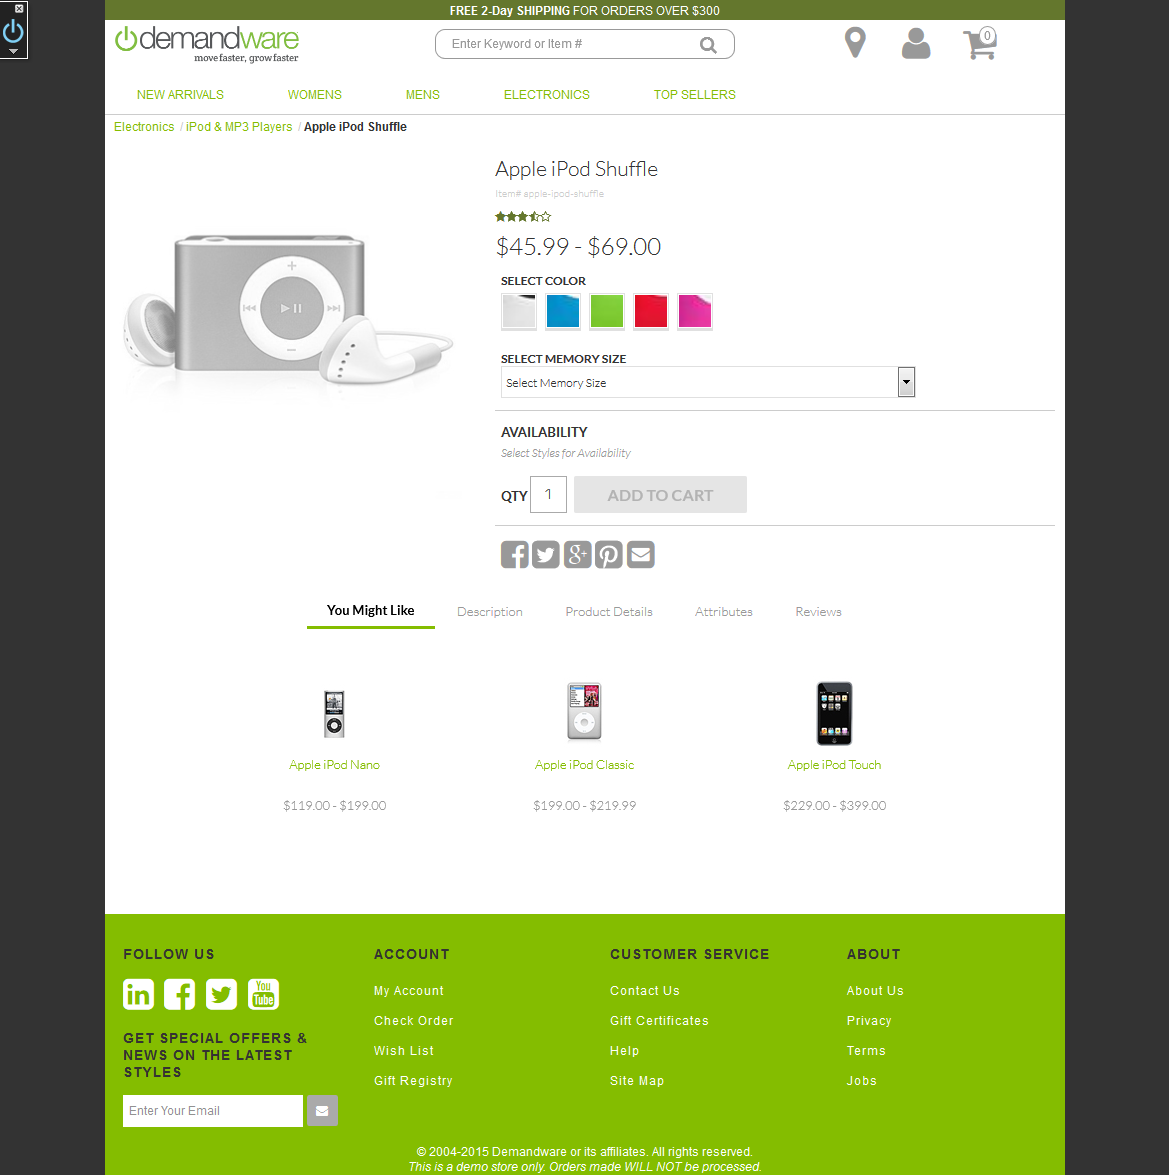 FREE 2-Day SHIPPING FOR ORDERS OVER $300
demandware
move faster, grow faster
Enter Keyword or Item #
0
NEW ARRIVALS WOMENS MENS ELECTRONICS TOP SELLERS
Electronics / iPod & MP3 Players / Apple iPod Shuffle
Apple iPod Shuffle
Item# apple-ipod-shuffle
$45.99 - $69.00
SELECT COLOR
SELECT MEMORY SIZE
Select Memory Size
AVAILABILITY
Select Styles for Availability
QTY 1 ADD TO CART
You Might Like Description Product Details Attributes Reviews
Apple iPod Nano Apple iPod Classic Apple iPod Touch
$119.00 - $199.00 $199.00 - $219.99 $229.00 - $399.00
FOLLOW US
You
Tube
GET SPECIAL OFFERS &
NEWS ON THE LATEST
STYLES
Enter Your Email
ACCOUNT
My Account
Check Order
Wish List
Gift Registry
CUSTOMER SERVICE
Contact Us
Gift Certificates
Help
Site Map
ABOUT
About Us
Privacy
Terms
Jobs
© 2004-2015 Demandware or its affiliates. All rights reserved.
This is a demo store only. Orders made WILL NOT be processed.